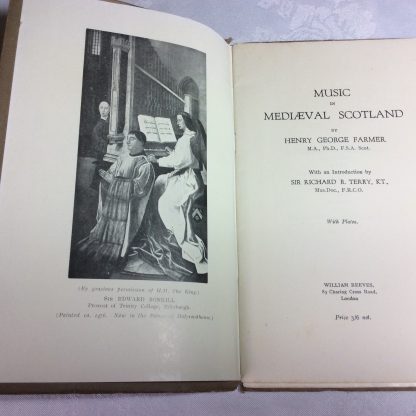 (By gracious permission of H.M. the King.)
SIR EDWARD BONKILL
Provost of Trinity College, Edinburgh.
(Painted ca. 1476. Now in the Palace of Holyroodhouse.)
MUSIC
IN
MEDIÆVAL SCOTLAND
BY
HENRY GEORGE FARMER
M.A., Ph.D., F.S.A. Scot.
With an Introduction by
SIR RICHARD R. TERRY, KT.,
Mus.Doc., F.R.C.O.
With Plates.
WILLIAM REEVES,
83 Charing Cross Road,
London
Price 3/6 net.